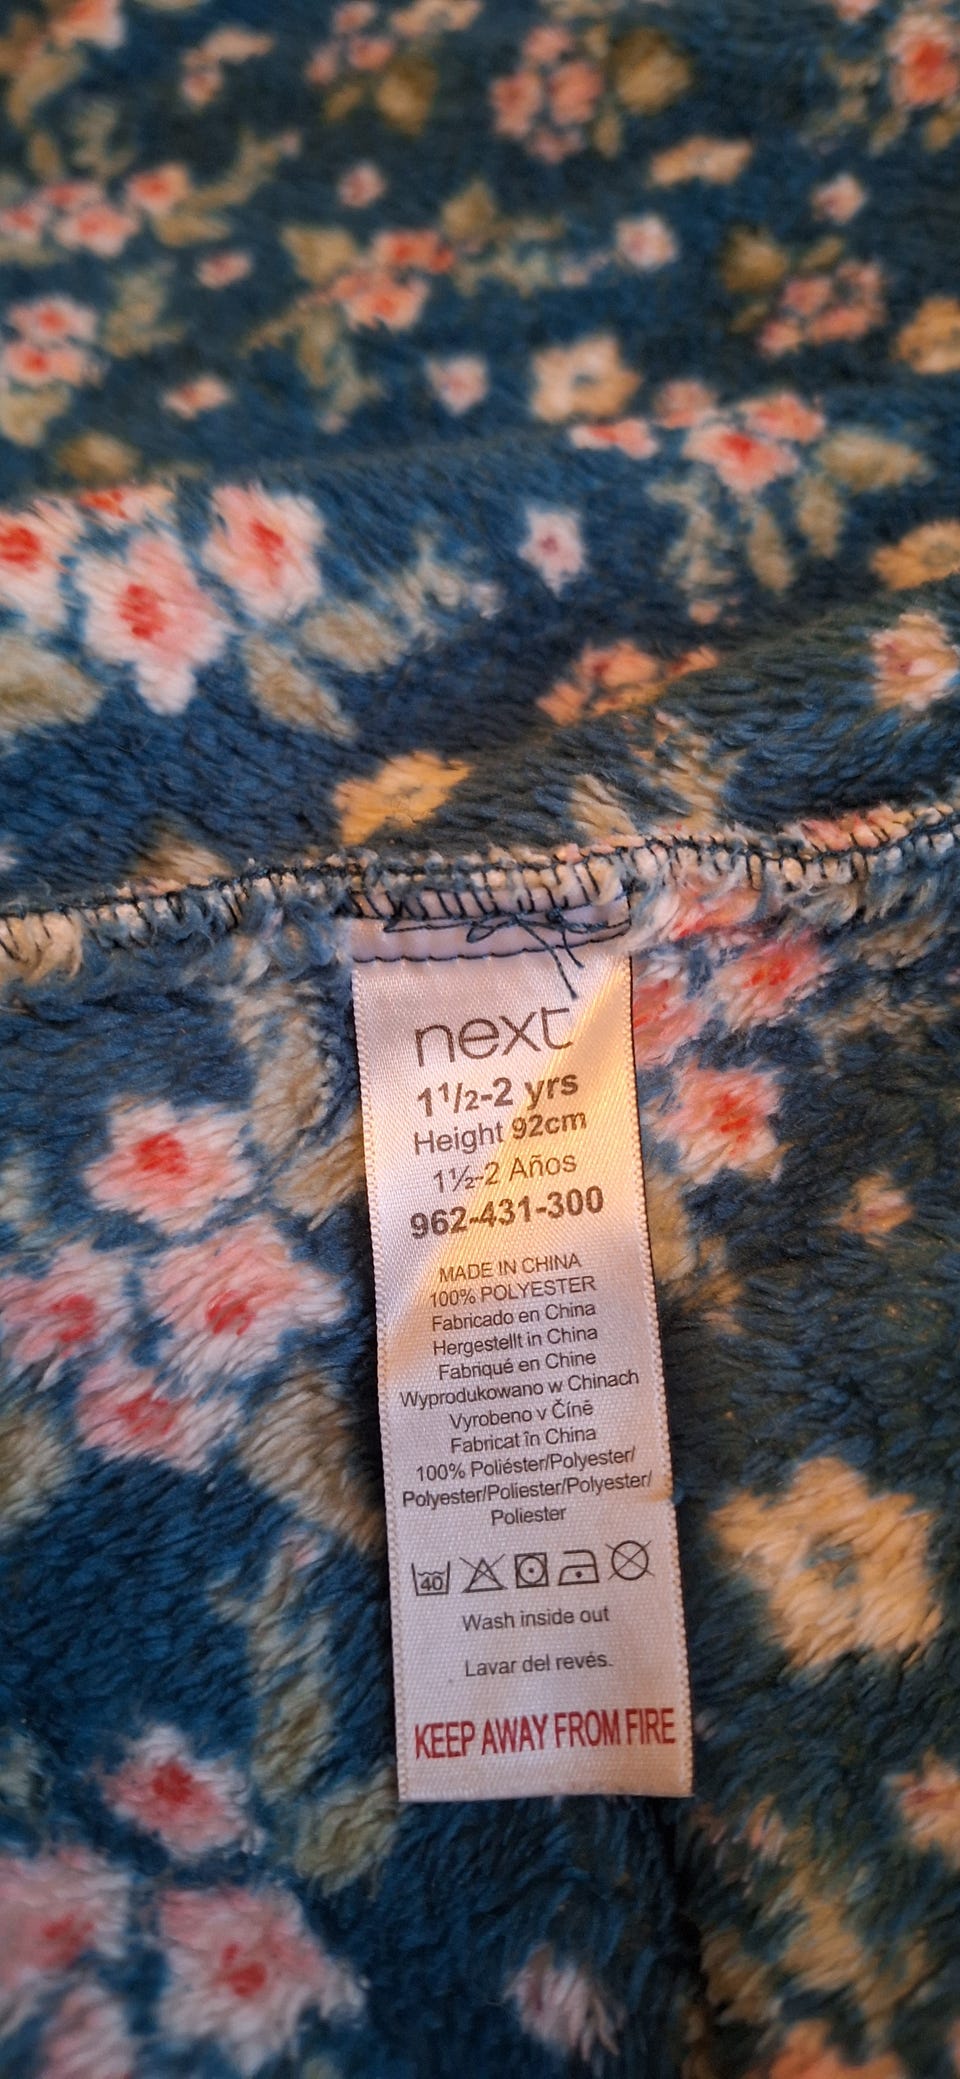 next
1¹/2-2 yrs
Height 92cm
1½-2 Años
962-431-300
MADE IN CHINA
100% POLYESTER
Fabricado en China
Hergestellt in China
Fabriqué en Chine
Wyprodukowano w Chinach
Vyrobeno v Číně
Fabricat în China
100% Poliéster/Polyester/
Polyester/Poliester/Polyester/
Poliester
40
Wash inside out
Lavar del revés.
KEEP AWAY FROM FIRE